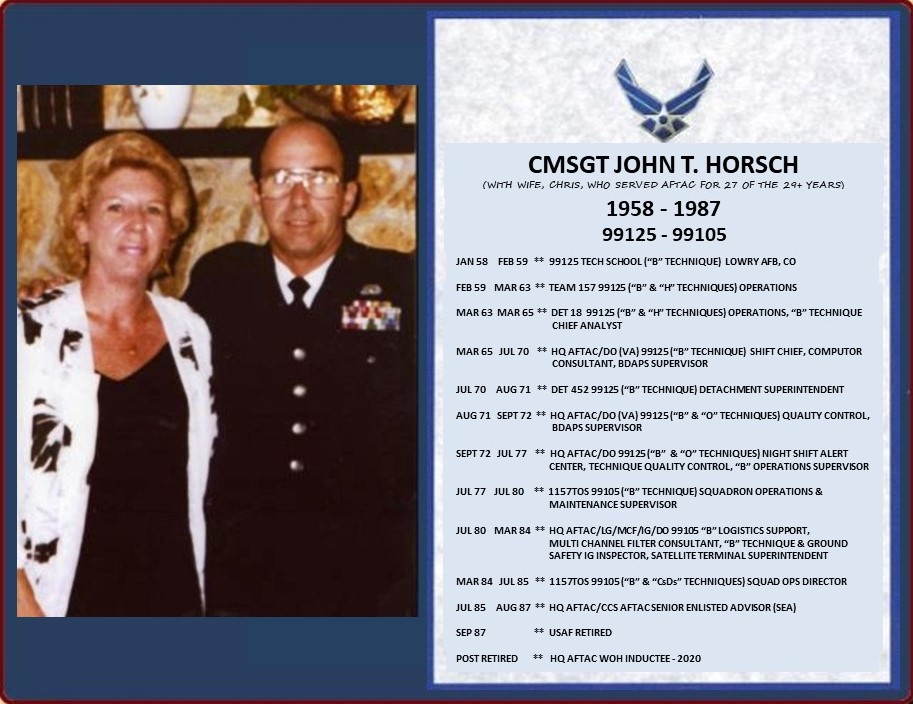 CMSGT JOHN T. HORSCH
(WITH WIFE, CHRIS, WHO SERVED AFTAC FOR 27 OF THE 29+ YEARS)
1958 - 1987
99125 - 99105
JAN 58 FEB 59 ** 99125 TECH SCHOOL (“B” TECHNIQUE) LOWRY AFB, CO
FEB 59 MAR 63 ** TEAM 157 99125 (“B” & “H” TECHNIQUES) OPERATIONS
MAR 63 MAR 65 ** DET 18 99125 (“B” & “H” TECHNIQUES) OPERATIONS, “B” TECHNIQUE
CHIEF ANALYST
MAR 65 JUL 70 ** HQ AFTAC/DO (VA) 99125 (“B” TECHNIQUE) SHIFT CHIEF, COMPUTOR
CONSULTANT, BDAPS SUPERVISOR
JUL 70 AUG 71 ** DET 452 99125 (“B” TECHNIQUE) DETACHMENT SUPERINTENDENT
AUG 71 SEPT 72 ** HQ AFTAC/DO (VA) 99125 (“B” & “O” TECHNIQUES) QUALITY CONTROL,
BDAPS SUPERVISOR
SEPT 72 JUL 77 ** HQ AFTAC/DO 99125 (“B” & “O” TECHNIQUES) NIGHT SHIFT ALERT
CENTER, TECHNIQUE QUALITY CONTROL, “B” OPERATIONS SUPERVISOR
JUL 77 JUL 80 ** 1157TOS 99105 (“B” TECHNIQUE) SQUADRON OPERATIONS &
MAINTENANCE SUPERVISOR
JUL 80 MAR 84 ** HQ AFTAC/LG/MCF/IG/DO 99105 “B” LOGISTICS SUPPORT,
MULTI CHANNEL FILTER CONSULTANT, “B” TECHNIQUE & GROUND
SAFETY IG INSPECTOR, SATELLITE TERMINAL SUPERINTENDENT
MAR 84 JUL 85 ** 1157TOS 99105 (“B” & “CsDs” TECHNIQUES) SQUAD OPS DIRECTOR
JUL 85 AUG 87 ** HQ AFTAC/CCS AFTAC SENIOR ENLISTED ADVISOR (SEA)
SEP 87 ** USAF RETIRED
POST RETIRED ** HQ AFTAC WOH INDUCTEE - 2020